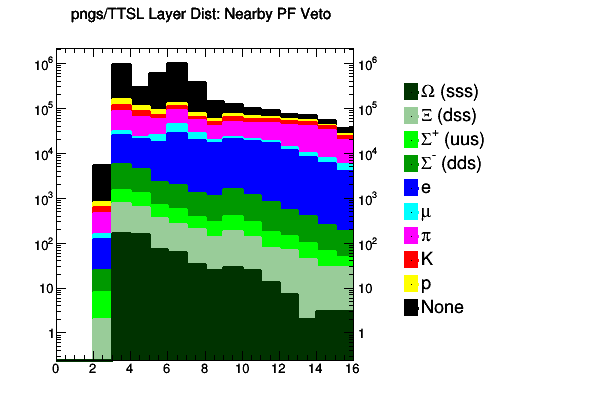 pngs/TTSL Layer Dist: Nearby PF Veto
10⁶ 10⁶
10⁵ 10⁵
10⁴ 10⁴
10³ 10³
10² 10²
10 10
1 1
0 2 4 6 8 10 12 14 16
Ω (sss)
Ξ (dss)
Σ⁺ (uus)
Σ⁻ (dds)
e
μ
π
K
p
None